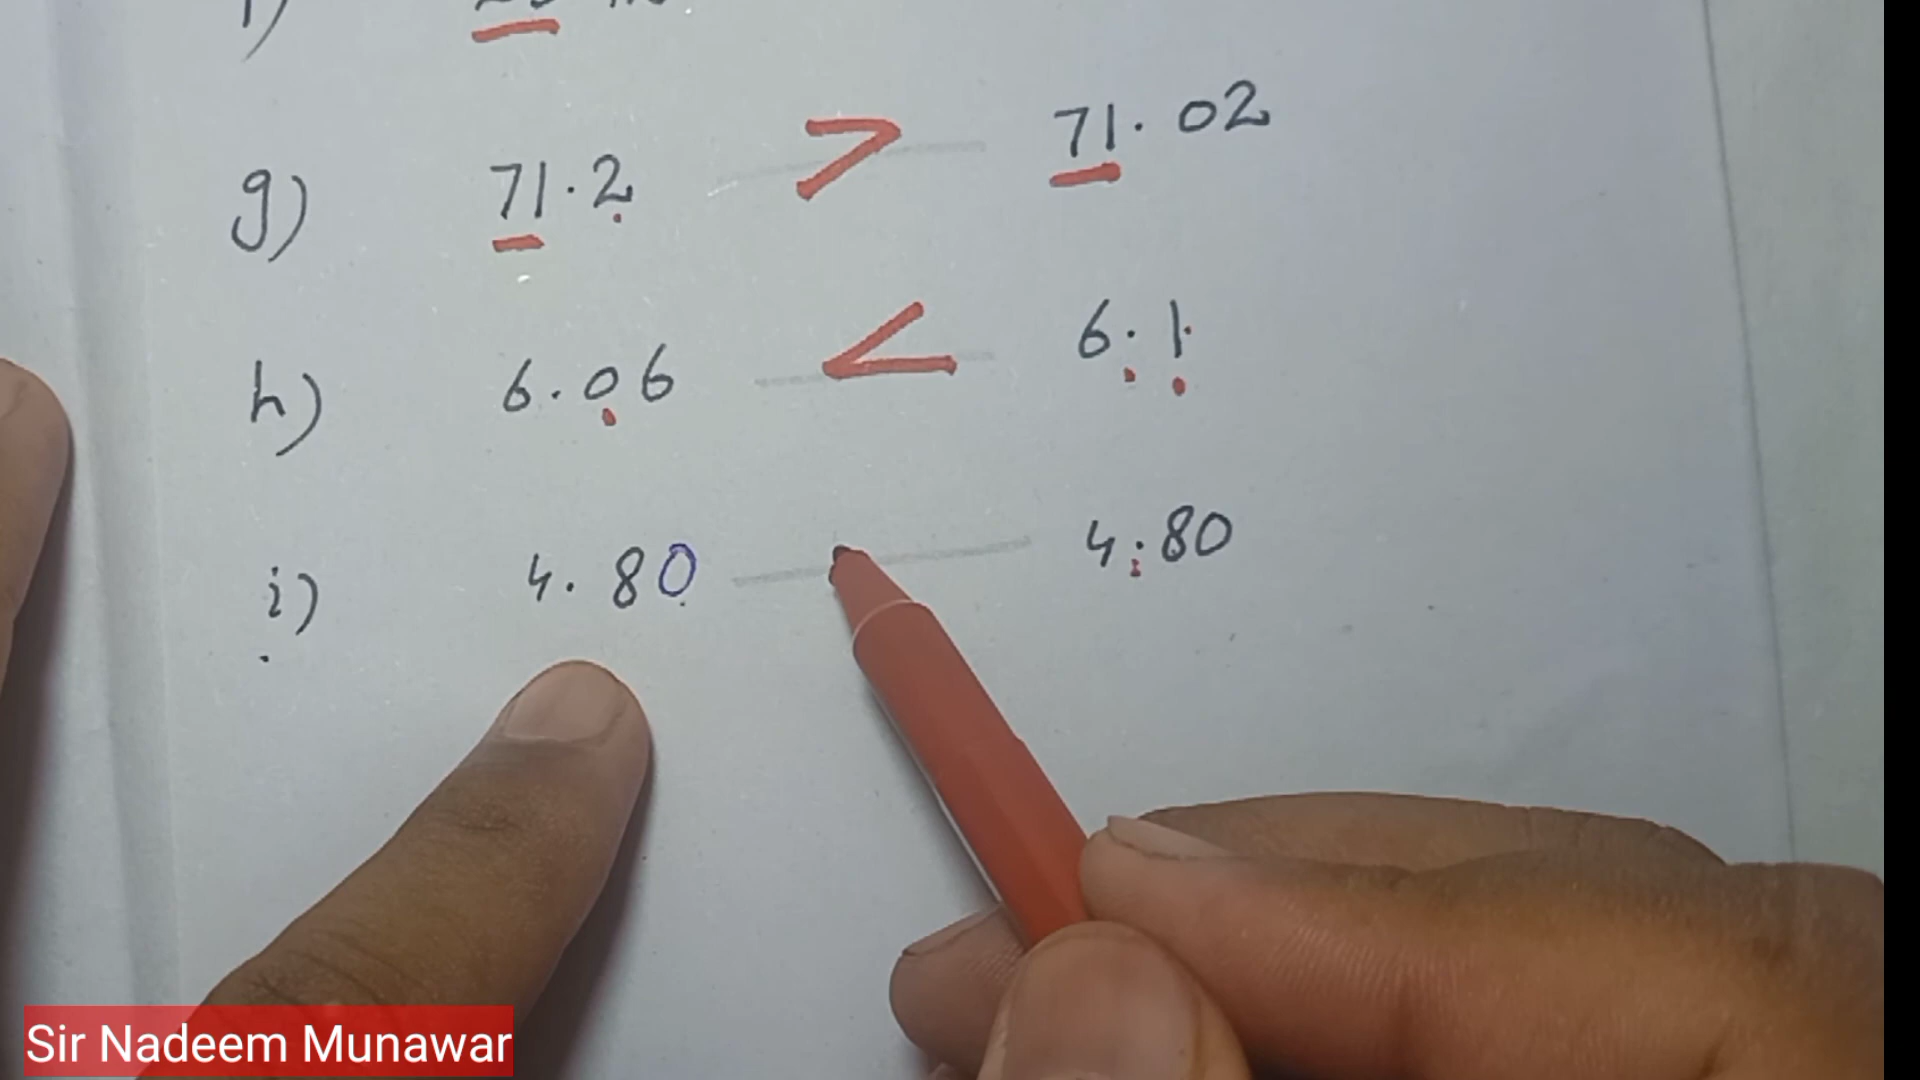 g) 71.2 > 71.02
h) 6.06 < 6.1
i) 4.80 4.80
Sir Nadeem Munawar